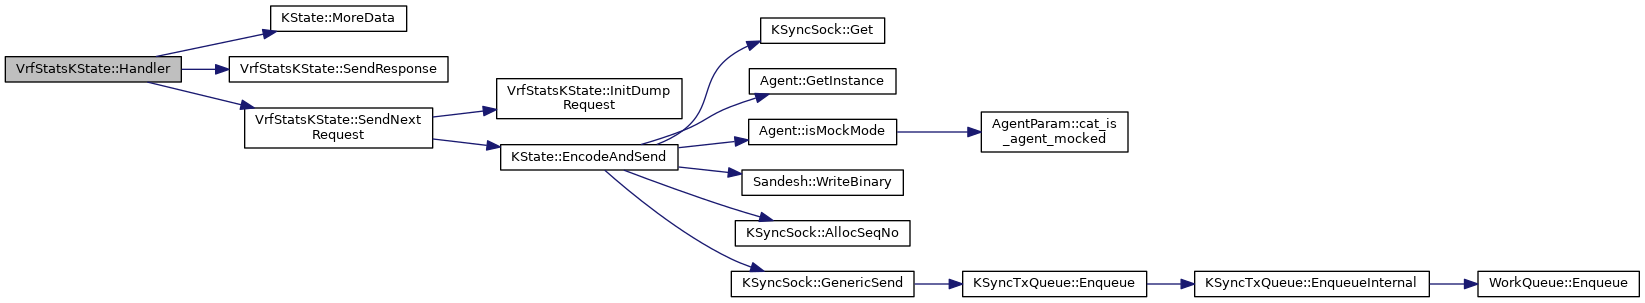 VrfStatsKState::Handler
KState::MoreData
VrfStatsKState::SendResponse
VrfStatsKState::SendNext
Request
VrfStatsKState::InitDump
Request
KState::EncodeAndSend
KSyncSock::Get
Agent::GetInstance
Agent::isMockMode
AgentParam::cat_is
_agent_mocked
Sandesh::WriteBinary
KSyncSock::AllocSeqNo
KSyncSock::GenericSend
KSyncTxQueue::Enqueue
KSyncTxQueue::EnqueueInternal
WorkQueue::Enqueue